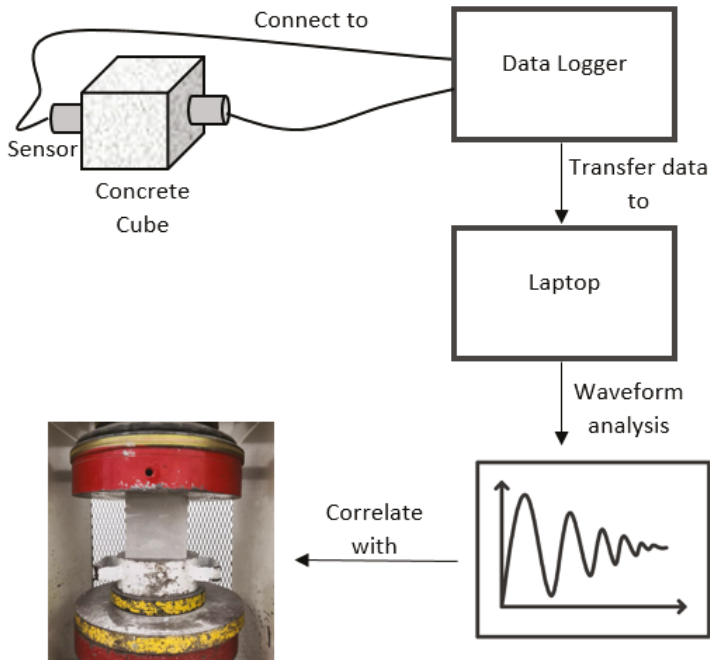 Connect to
Data Logger
Sensor
Concrete
Cube
Transfer data
to
Laptop
Waveform
analysis
Correlate
with